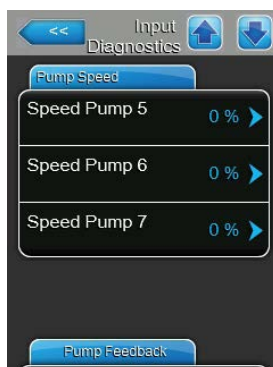 << Input
Diagnostics
Pump Speed
Speed Pump 5 0 %
Speed Pump 6 0 %
Speed Pump 7 0 %
Pump Feedback